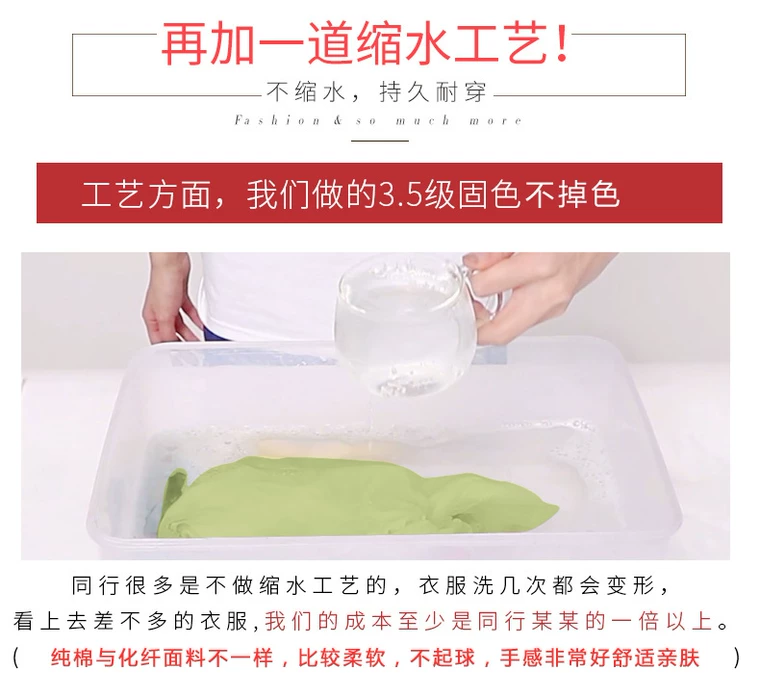 再加一道缩水工艺！
不缩水，持久耐穿
Fashion & so much more
工艺方面，我们做的3.5级固色不掉色
同行很多是不做缩水工艺的，衣服洗几次都会变形，
看上去差不多的衣服，我们的成本至少是同行某某的一倍以上。
（ 纯棉与化纤面料不一样，比较柔软，不起球，手感非常好舒适亲肤 ）